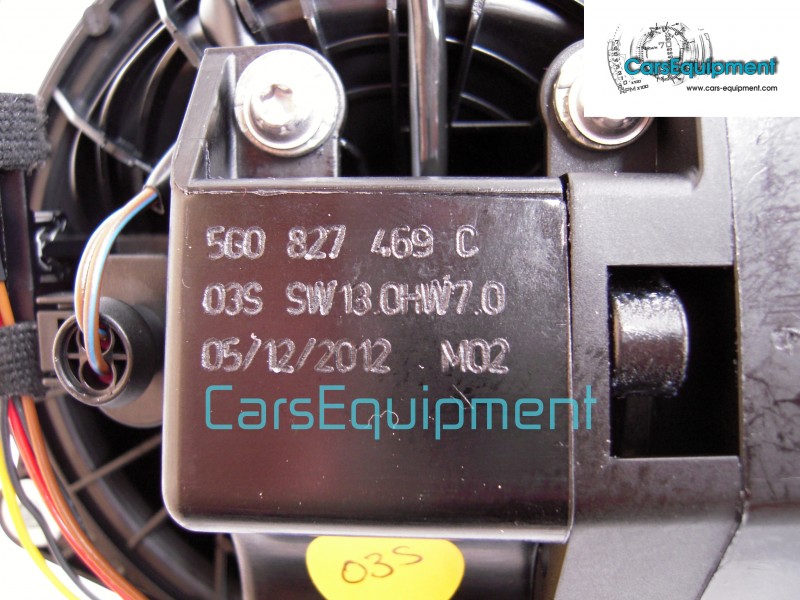 CarsEquipment
www.cars-equipment.com
5G0 827 469 C
03S SW13.0HW7.0
05/12/2012 M02
CarsEquipment
03S